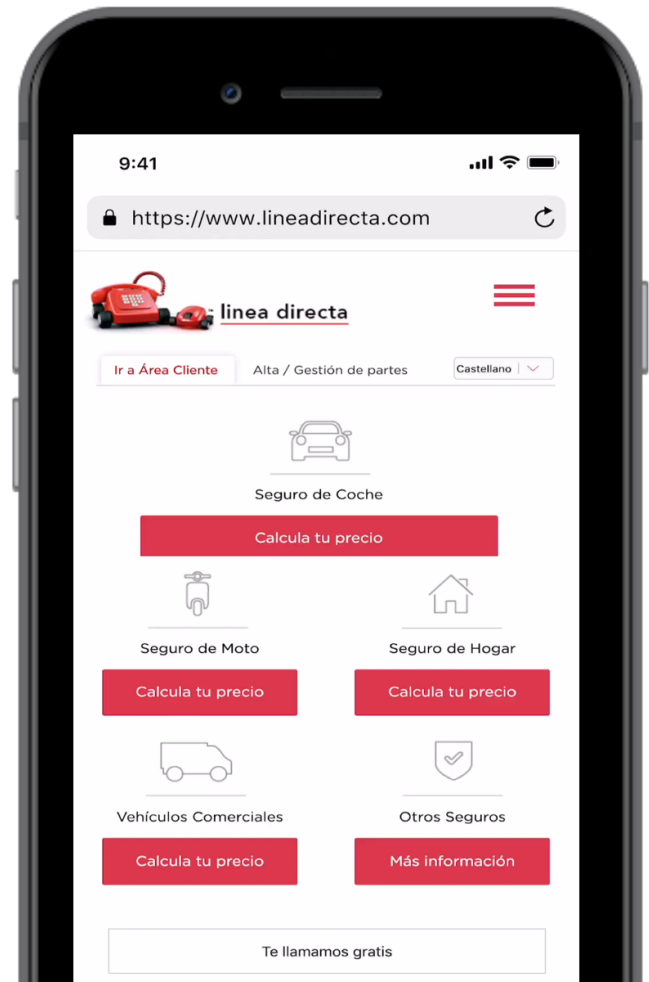 9:41
https://www.lineadirecta.com
linea directa
Ir a Área Cliente
Alta / Gestión de partes
Castellano
Seguro de Coche
Calcula tu precio
Seguro de Moto
Seguro de Hogar
Calcula tu precio
Calcula tu precio
Vehículos Comerciales
Otros Seguros
Calcula tu precio
Más información
Te llamamos gratis